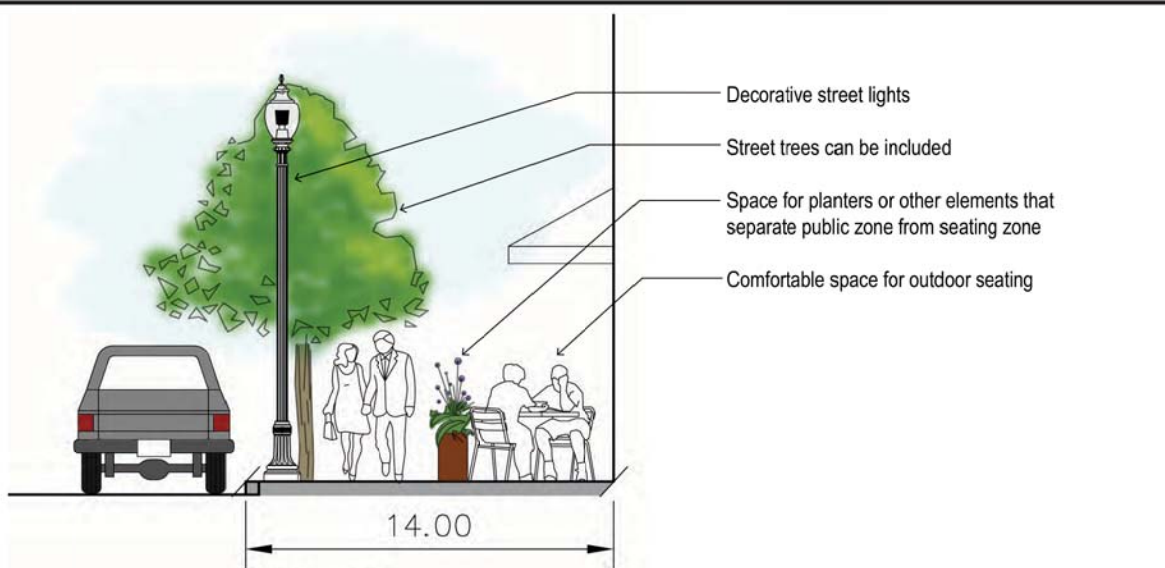 Decorative street lights
Street trees can be included
Space for planters or other elements that
separate public zone from seating zone
Comfortable space for outdoor seating
14.00